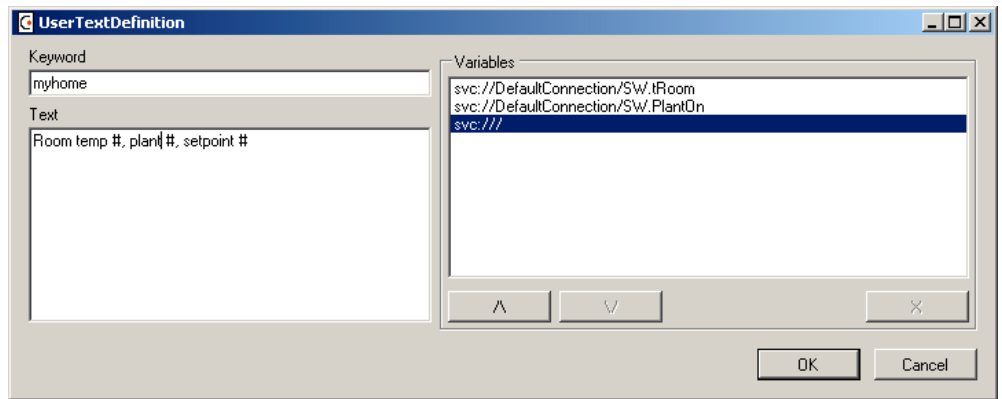 UserTextDefinition
Keyword
myhome
Text
Room temp #, plant #, setpoint #
Variables
svc://DefaultConnection/SW.tRoom
svc://DefaultConnection/SW.PlantOn
svc:///
/\
\/
X
OK
Cancel